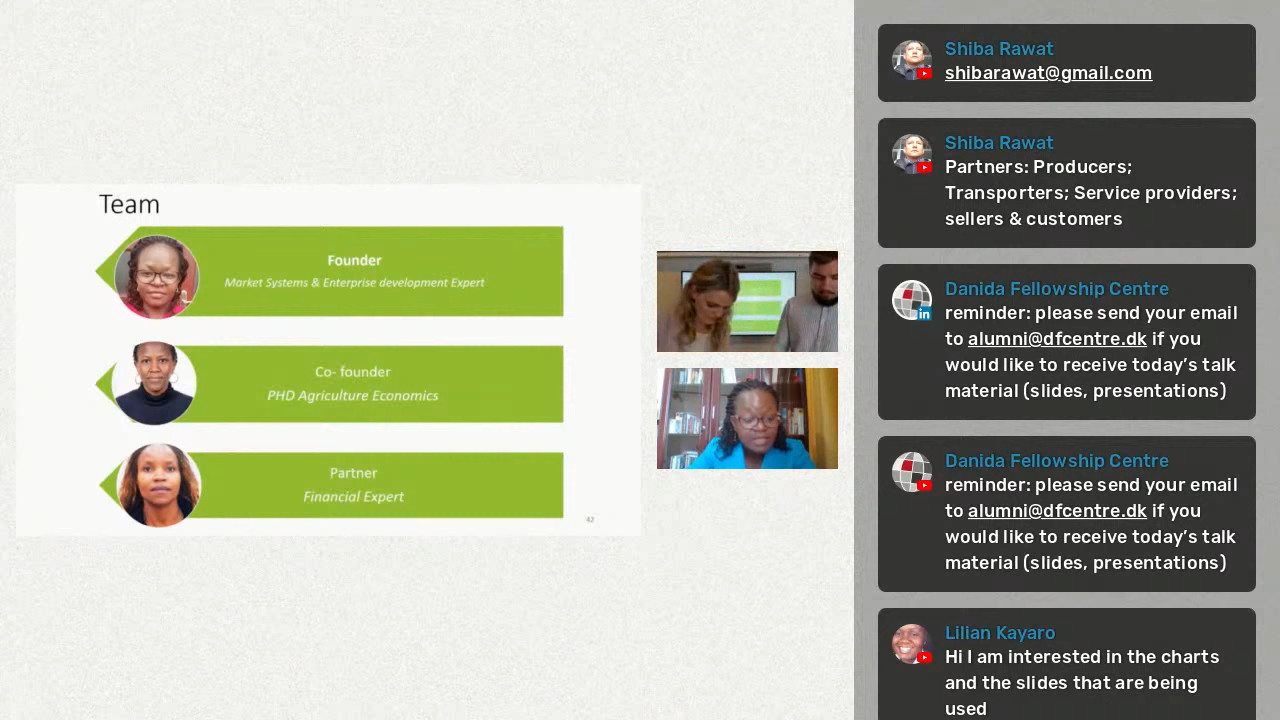 Team
Founder
Market Systems & Enterprise development Expert
Co- founder
PHD Agriculture Economics
Partner
Financial Expert
42
Shiba Rawat
shibarawat@gmail.com
Shiba Rawat
Partners: Producers;
Transporters; Service providers;
sellers & customers
Danida Fellowship Centre
reminder: please send your email
to alumni@dfcentre.dk if you
would like to receive today’s talk
material (slides, presentations)
Danida Fellowship Centre
reminder: please send your email
to alumni@dfcentre.dk if you
would like to receive today’s talk
material (slides, presentations)
Lilian Kayaro
Hi I am interested in the charts
and the slides that are being
used